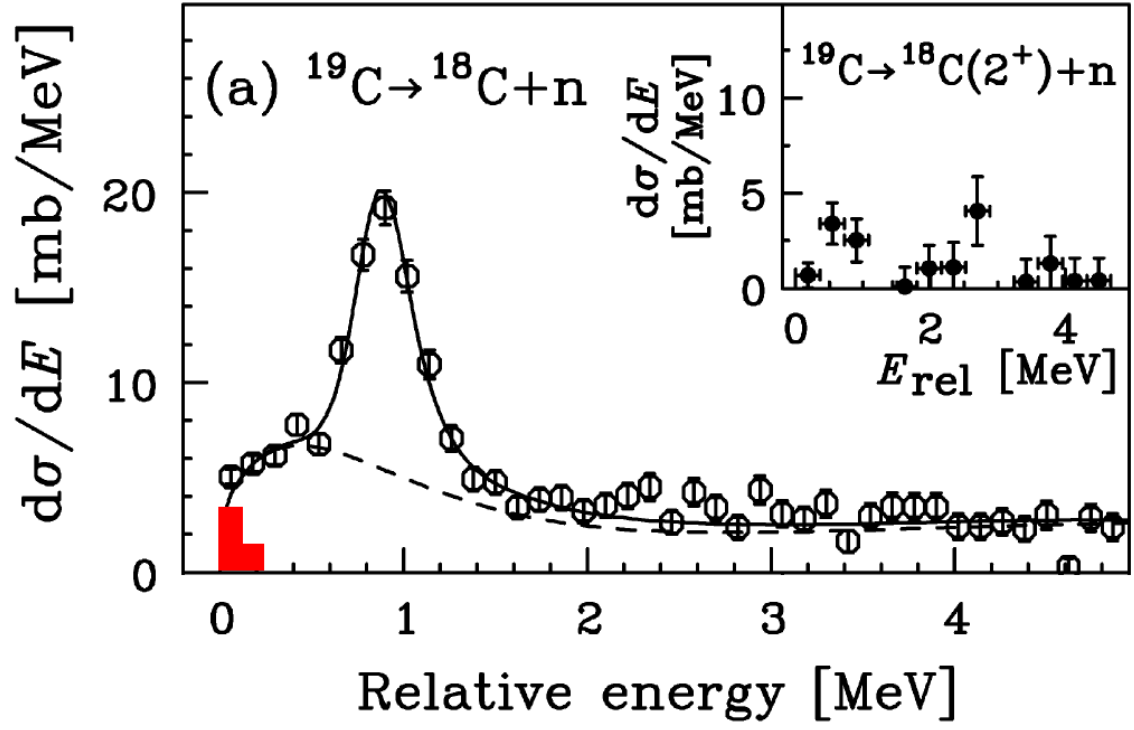 (a) ¹⁹C→¹⁸C+n
dσ/dE [mb/MeV]
20
10
0
0 1 2 3 4
Relative energy [MeV]
¹⁹C→¹⁸C(2⁺)+n
dσ/dE
[mb/MeV]
10
5
0
0 2 4
E_rel [MeV]